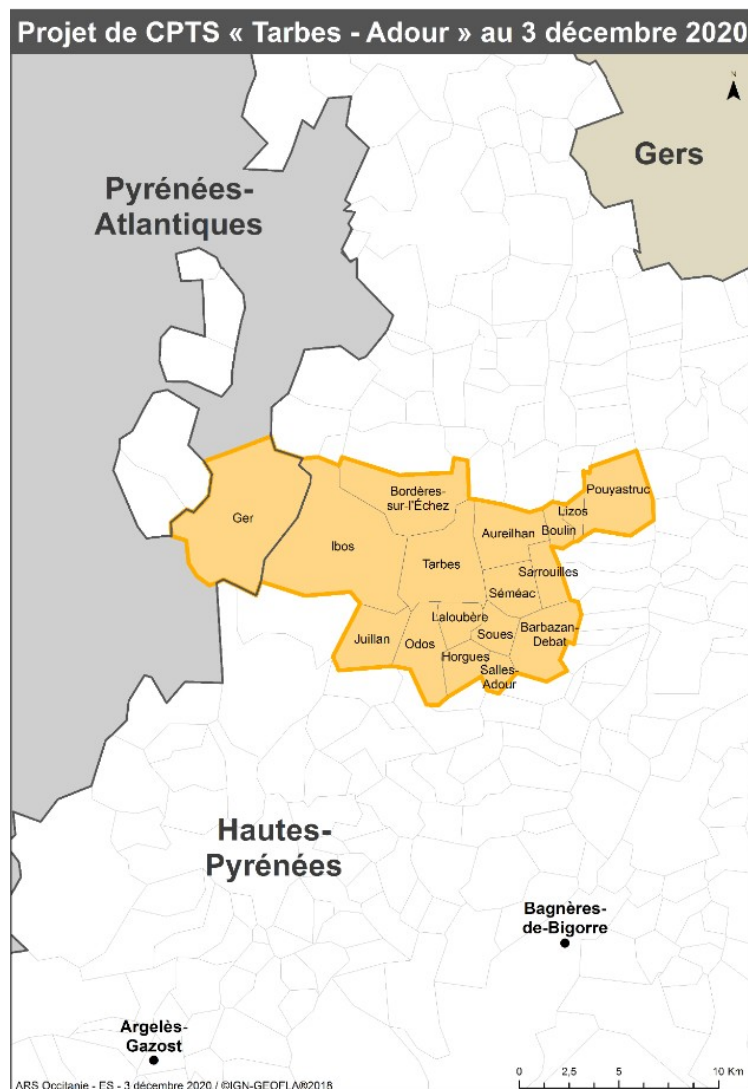 Projet de CPTS « Tarbes - Adour » au 3 décembre 2020
N
Gers
Pyrénées-
Atlantiques
Pouyastruc
Bordères-
sur-l'Échez
Lizos
Ger
Aureilhan
Boulin
Ibos
Tarbes
Sarrouilles
Séméac
Laloubère
Barbazan-
Debat
Juillan
Odos
Soues
Horgues
Salles-
Adour
Hautes-
Pyrénées
Bagnères-
de-Bigorre
Argelès-
Gazost
0 2,5 5 10 Km
ARS Occitanie - ES - 3 décembre 2020 / ©IGN-GEOFLA®2018